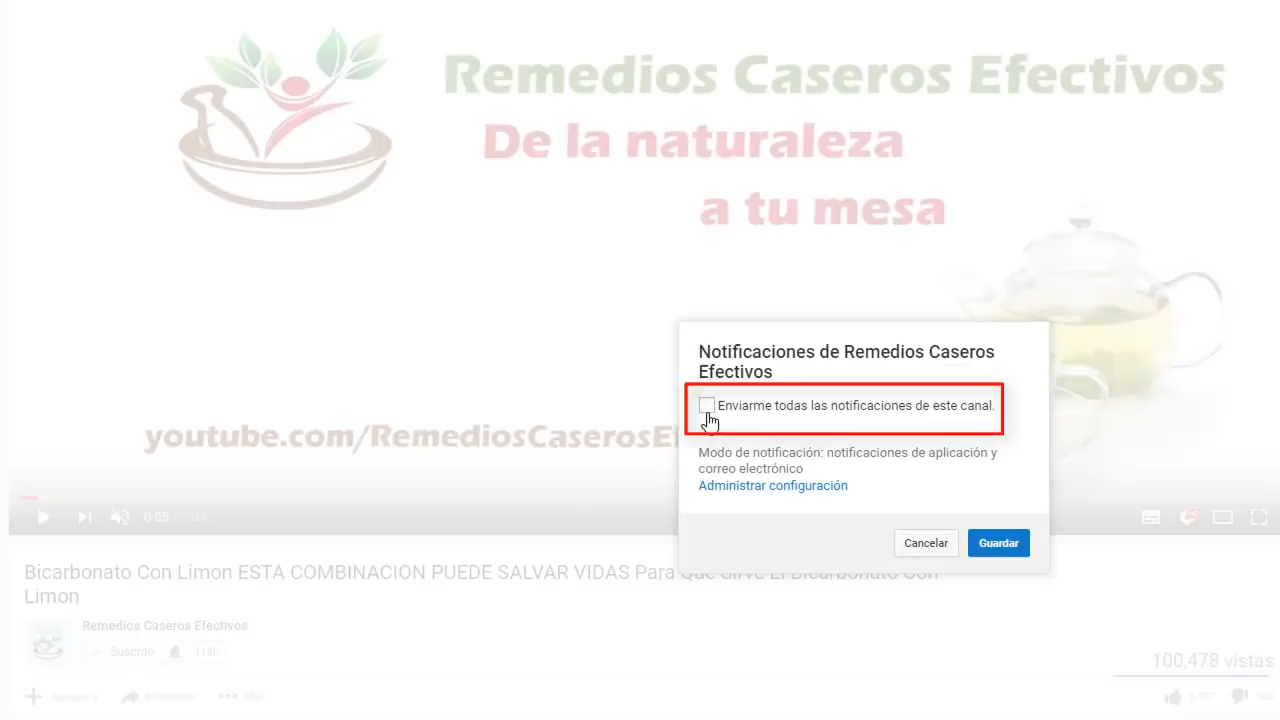 Remedios Caseros Efectivos
De la naturaleza
a tu mesa
youtube.com/RemediosCaserosEf
Notificaciones de Remedios Caseros
Efectivos
Enviarme todas las notificaciones de este canal.
Modo de notificación: notificaciones de aplicación y
correo electrónico
Administrar configuración
Cancelar
Guardar
0:05
Bicarbonato Con Limon ESTA COMBINACION PUEDE SALVAR VIDAS Para Que Sirve El Bicarbonato Con
Limon
Remedios Caseros Efectivos
Suscrito
118k
100,478 vistas